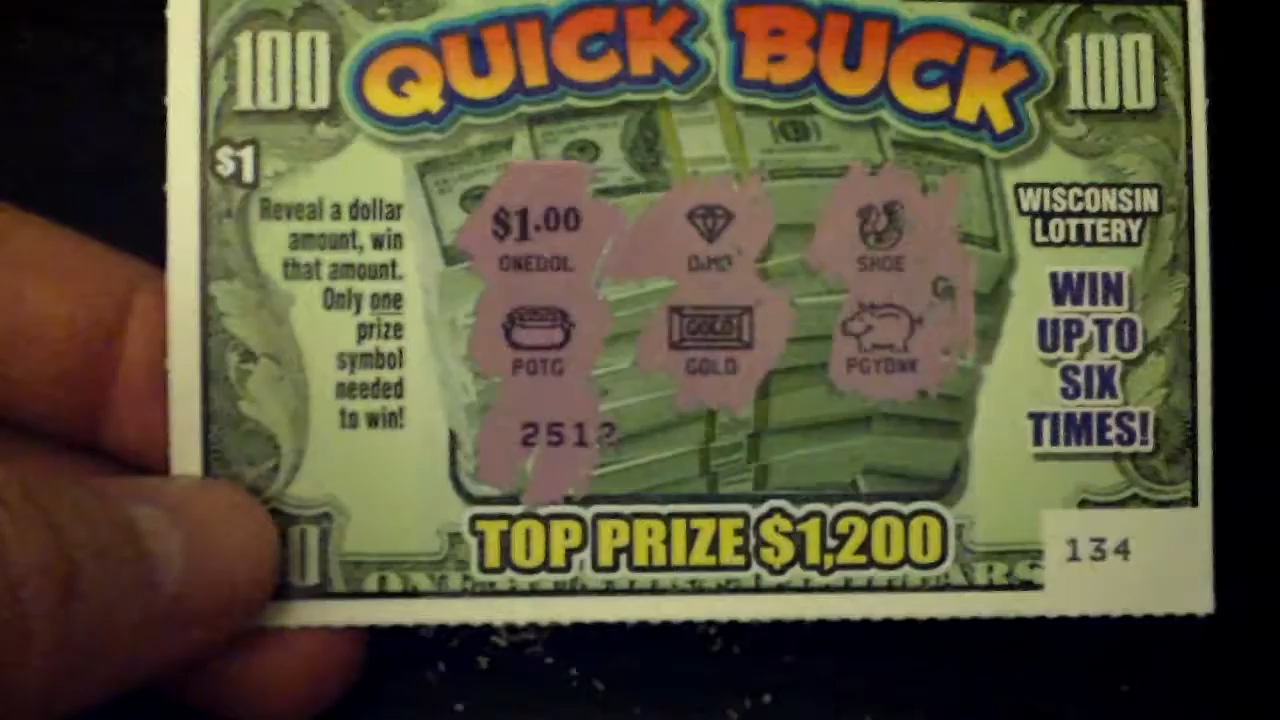 QUICK BUCK
100
100
$1
Reveal a dollar
amount, win
that amount.
Only one
prize
symbol
needed
to win!
$1.00
ONEDOL
DIMD
SHOE
POTG
GOLD
GOLD
PGYBNK
2512
WISCONSIN
LOTTERY
WIN
UP TO
SIX
TIMES!
TOP PRIZE $1,200
134